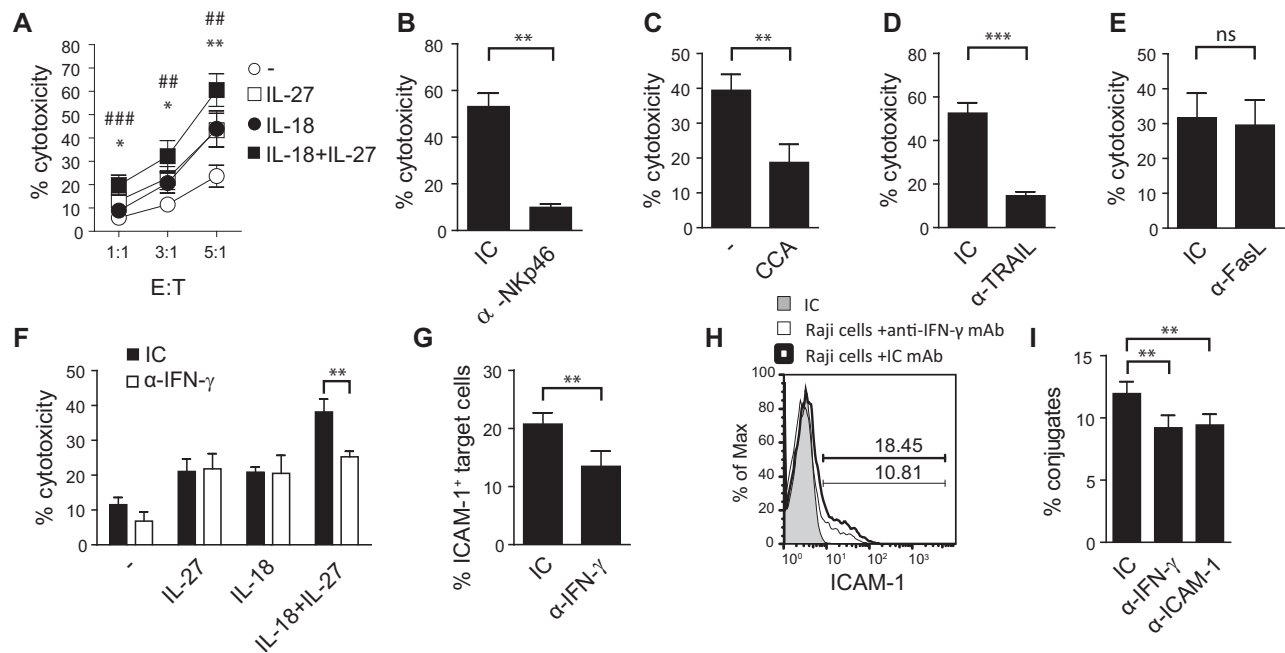 A
% cytotoxicity
80
70
60
50
40
30
20
10
0
###
*
##
*
##
**
-
IL-27
IL-18
IL-18+IL-27
1:1 3:1 5:1
E:T
B
% cytotoxicity
80
60
40
20
0
**
IC
α -NKp46
C
% cytotoxicity
50
40
30
20
10
0
**
-
CCA
D
% cytotoxicity
80
60
40
20
0
***
IC
α-TRAIL
E
% cytotoxicity
50
40
30
20
10
0
ns
IC
α-FasL
F
IC
α-IFN-γ
% cytotoxicity
50
40
30
20
10
0
**
-
IL-27
IL-18
IL-18+IL-27
G
% ICAM-1+ target cells
30
20
10
0
**
IC
α-IFN-γ
H
IC
Raji cells +anti-IFN-γ mAb
Raji cells +IC mAb
% of Max
100
80
60
40
20
0
18.45
10.81
10⁰ 10¹ 10² 10³
ICAM-1
I
% conjugates
15
10
5
0
**
**
IC
α-IFN-γ
α-ICAM-1